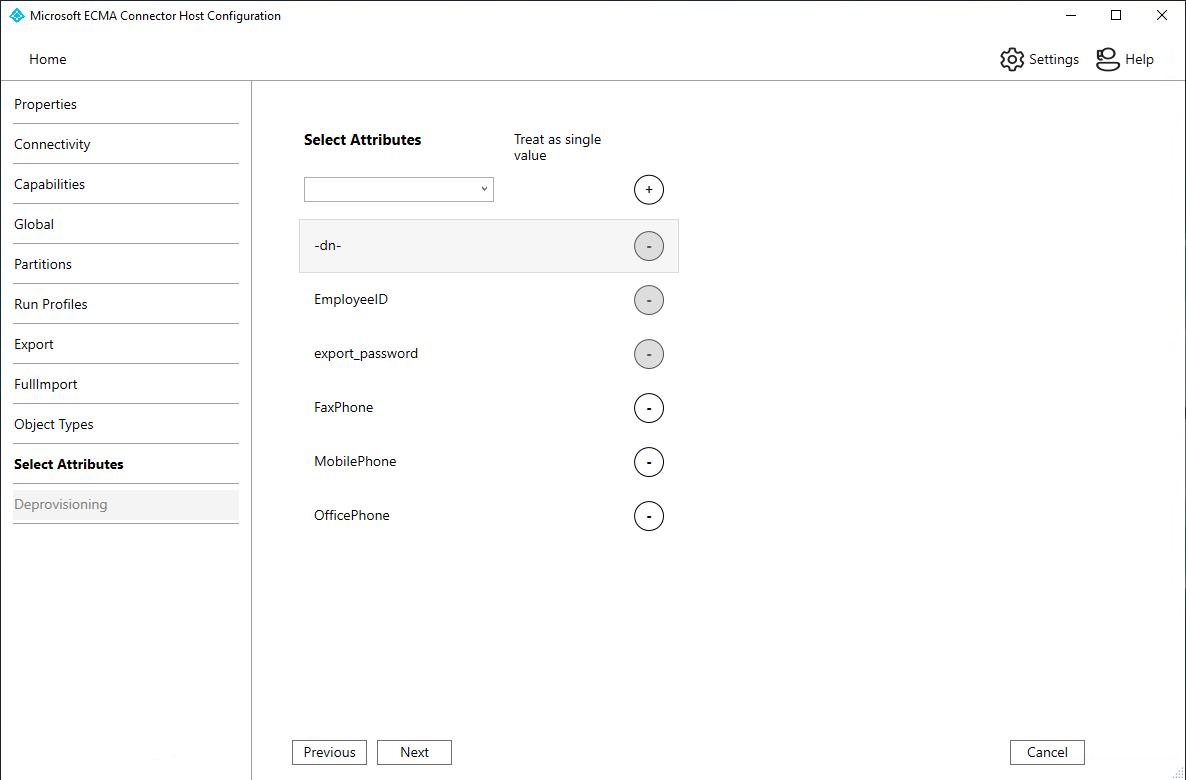 Microsoft ECMA Connector Host Configuration
Home
Settings
Help
Properties
Connectivity
Capabilities
Global
Partitions
Run Profiles
Export
FullImport
Object Types
Select Attributes
Deprovisioning
Select Attributes
Treat as single
value
+
-dn-
-
EmployeeID
-
export_password
-
FaxPhone
-
MobilePhone
-
OfficePhone
-
Previous
Next
Cancel